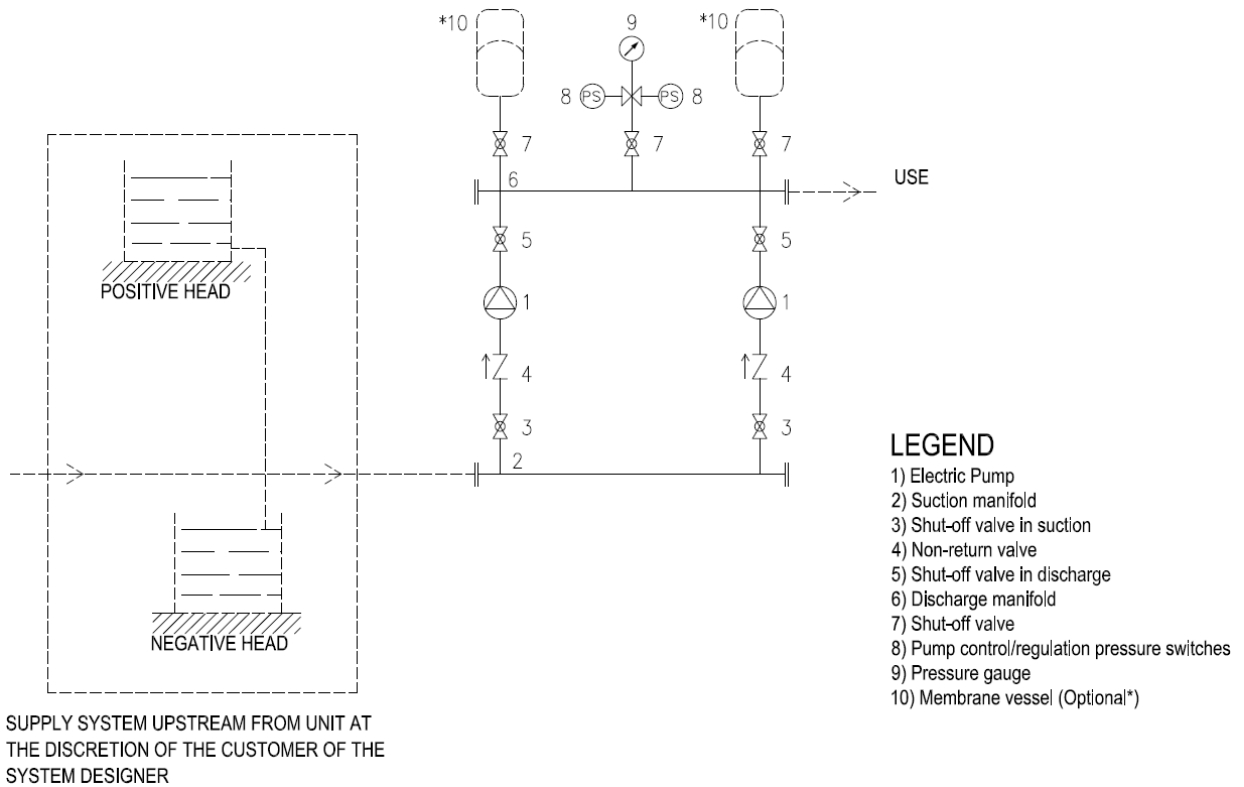 *10
9
*10
8 PS PS 8
7
7
7
6
USE
5
5
POSITIVE HEAD
1
1
4
4
3
3
2
NEGATIVE HEAD
LEGEND
1) Electric Pump
2) Suction manifold
3) Shut-off valve in suction
4) Non-return valve
5) Shut-off valve in discharge
6) Discharge manifold
7) Shut-off valve
8) Pump control/regulation pressure switches
9) Pressure gauge
10) Membrane vessel (Optional*)
SUPPLY SYSTEM UPSTREAM FROM UNIT AT
THE DISCRETION OF THE CUSTOMER OF THE
SYSTEM DESIGNER